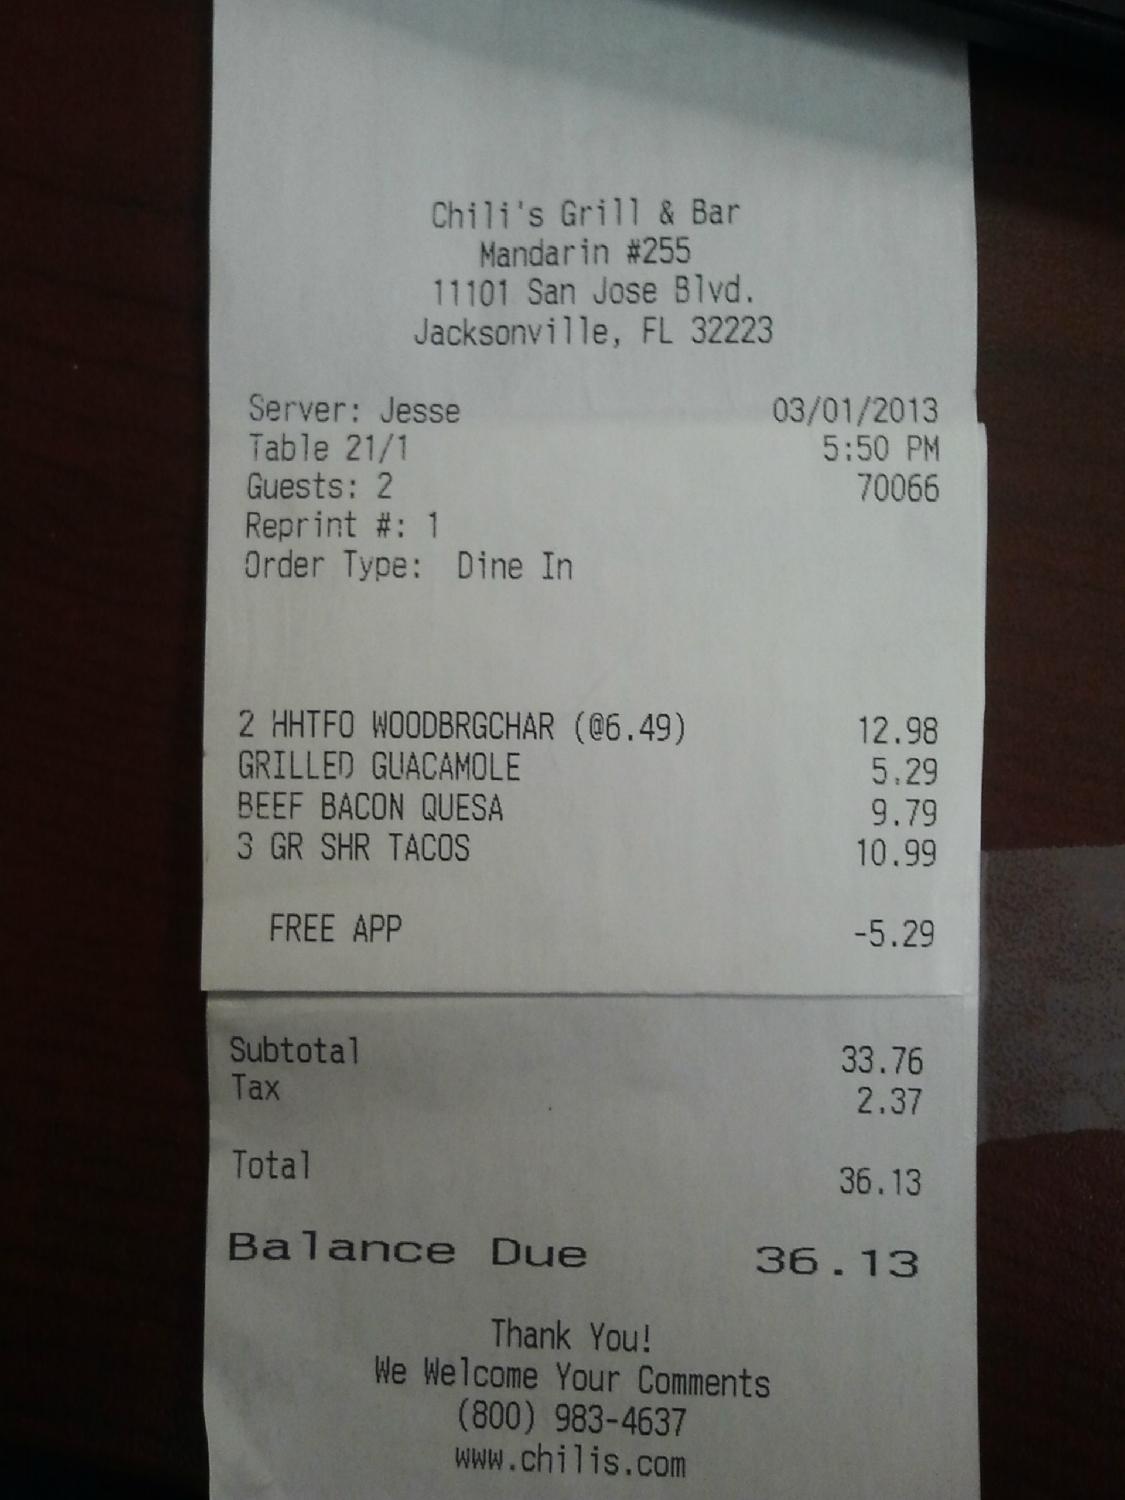 Chili's Grill & Bar
Mandarin #255
11101 San Jose Blvd.
Jacksonville, FL 32223
Server: Jesse 03/01/2013
Table 21/1 5:50 PM
Guests: 2 70066
Reprint #: 1
Order Type: Dine In
2 HHTFO WOODBRGCHAR (@6.49) 12.98
GRILLED GUACAMOLE 5.29
BEEF BACON QUESA 9.79
3 GR SHR TACOS 10.99
FREE APP -5.29
Subtotal 33.76
Tax 2.37
Total 36.13
Balance Due 36.13
Thank You!
We Welcome Your Comments
(800) 983-4637
www.chilis.com